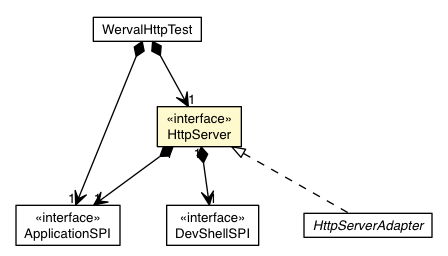 WervalHttpTest
1
«interface»
HttpServer
1
1
1
«interface»
ApplicationSPI
«interface»
DevShellSPI
HttpServerAdapter